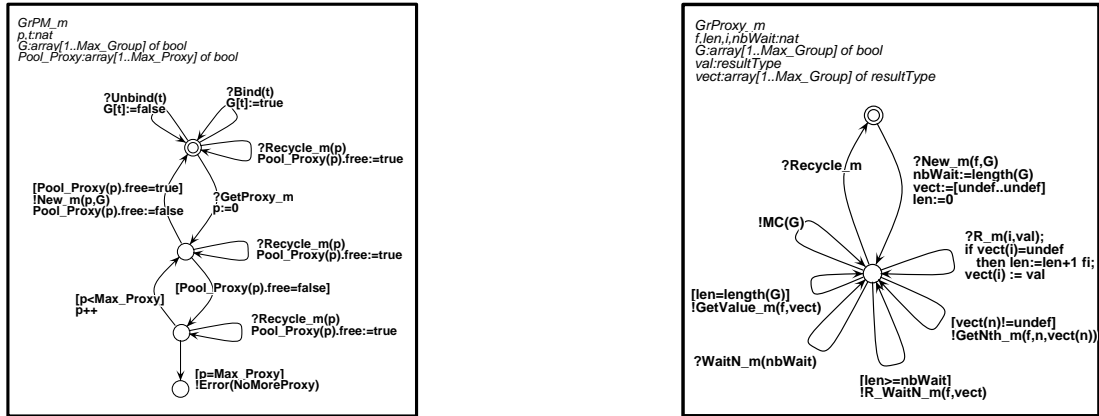 GrPM_m
p,t:nat
G:array[1..Max_Group] of bool
Pool_Proxy:array[1..Max_Proxy] of bool
?Unbind(t)
G[t]:=false
?Bind(t)
G[t]:=true
?Recycle_m(p)
Pool_Proxy(p).free:=true
[Pool_Proxy(p).free=true]
!New_m(p,G)
Pool_Proxy(p).free:=false
?GetProxy_m
p:=0
?Recycle_m(p)
Pool_Proxy(p).free:=true
[Pool_Proxy(p).free=false]
[p<Max_Proxy]
p++
?Recycle_m(p)
Pool_Proxy(p).free:=true
[p=Max_Proxy]
!Error(NoMoreProxy)
GrProxy_m
f,len,i,nbWait:nat
G:array[1..Max_Group] of bool
val:resultType
vect:array[1..Max_Group] of resultType
?Recycle_m
?New_m(f,G)
nbWait:=length(G)
vect:=[undef..undef]
len:=0
!MC(G)
?R_m(i,val);
if vect(i)=undef
then len:=len+1 fi;
vect(i) := val
[len=length(G)]
!GetValue_m(f,vect)
[vect(n)!=undef]
!GetNth_m(f,n,vect(n))
?WaitN_m(nbWait)
[len>=nbWait]
!R_WaitN_m(f,vect)